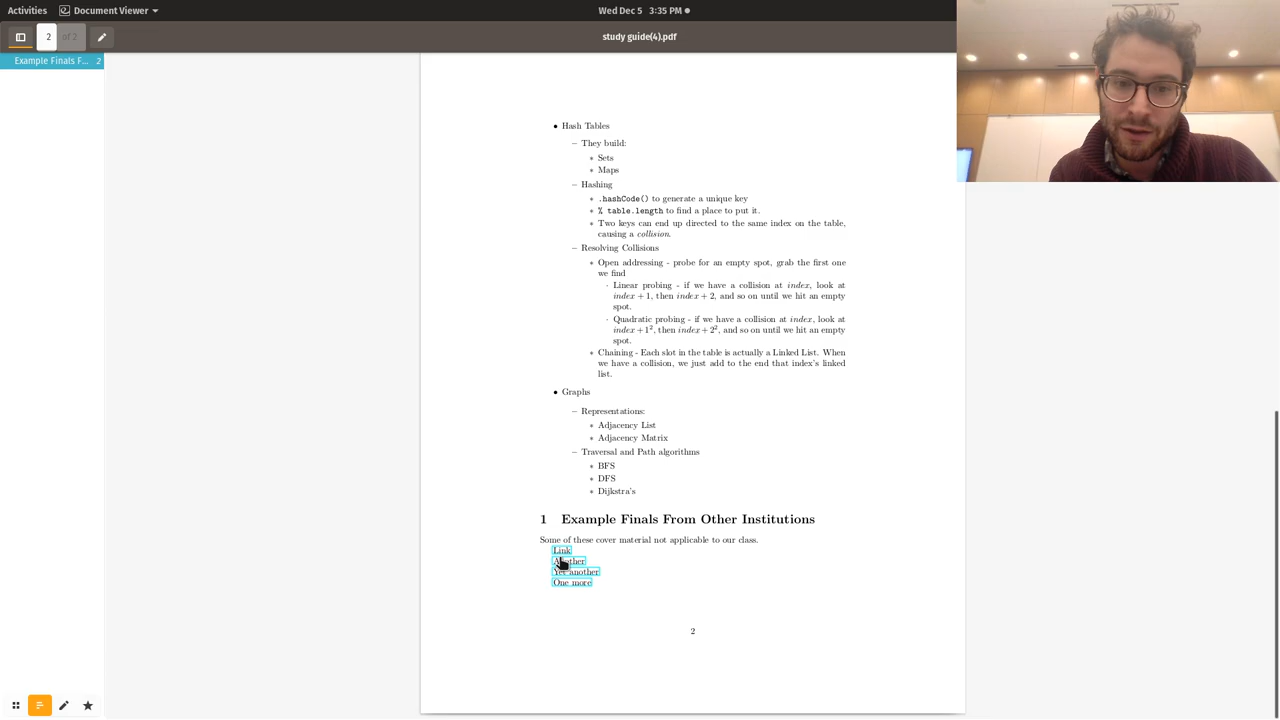 Activities
Document Viewer
Wed Dec 5 3:35 PM
2 of 2
study guide(4).pdf
Example Finals F... 2
• Hash Tables
– They build:
∗ Sets
∗ Maps
– Hashing
∗ .hashCode() to generate a unique key
∗ % table.length to find a place to put it.
∗ Two keys can end up directed to the same index on the table,
causing a collision.
– Resolving Collisions
∗ Open addressing - probe for an empty spot, grab the first one
we find
· Linear probing - if we have a collision at index, look at
index + 1, then index + 2, and so on until we hit an empty
spot.
· Quadratic probing - if we have a collision at index, look at
index + 1², then index + 2², and so on until we hit an empty
spot.
∗ Chaining - Each slot in the table is actually a Linked List. When
we have a collision, we just add to the end that index's linked
list.
• Graphs
– Representations:
∗ Adjacency List
∗ Adjacency Matrix
– Traversal and Path algorithms
∗ BFS
∗ DFS
∗ Dijkstra's
1 Example Finals From Other Institutions
Some of these cover material not applicable to our class.
Link
Another
Yet another
One more
2